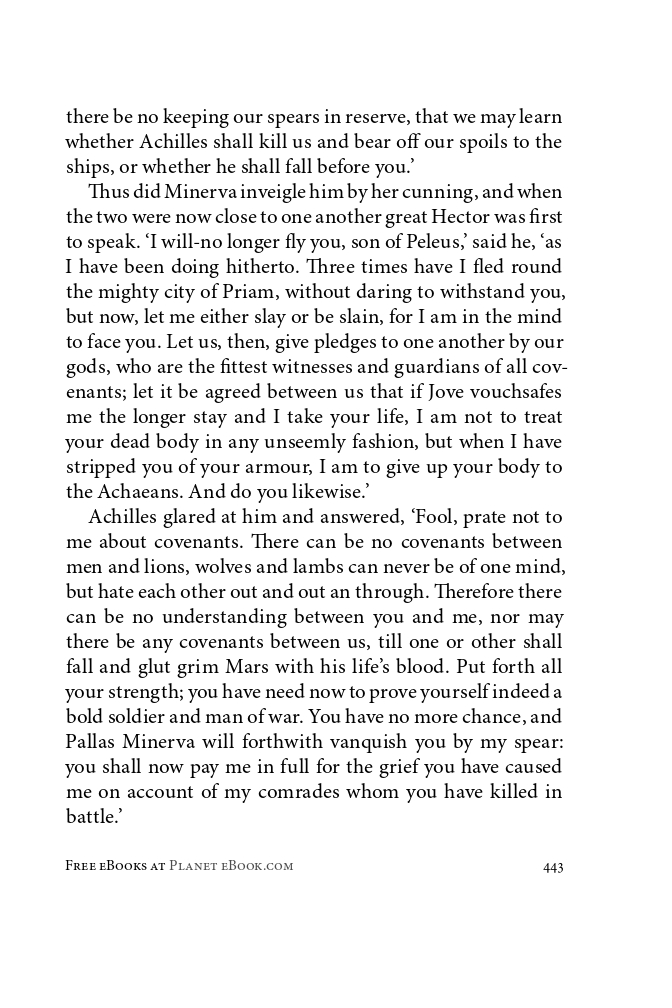 there be no keeping our spears in reserve, that we may learn
whether Achilles shall kill us and bear off our spoils to the
ships, or whether he shall fall before you.’
Thus did Minerva inveigle him by her cunning, and when
the two were now close to one another great Hector was first
to speak. ‘I will-no longer fly you, son of Peleus,’ said he, ‘as
I have been doing hitherto. Three times have I fled round
the mighty city of Priam, without daring to withstand you,
but now, let me either slay or be slain, for I am in the mind
to face you. Let us, then, give pledges to one another by our
gods, who are the fittest witnesses and guardians of all cov-
enants; let it be agreed between us that if Jove vouchsafes
me the longer stay and I take your life, I am not to treat
your dead body in any unseemly fashion, but when I have
stripped you of your armour, I am to give up your body to
the Achaeans. And do you likewise.’
Achilles glared at him and answered, ‘Fool, prate not to
me about covenants. There can be no covenants between
men and lions, wolves and lambs can never be of one mind,
but hate each other out and out an through. Therefore there
can be no understanding between you and me, nor may
there be any covenants between us, till one or other shall
fall and glut grim Mars with his life’s blood. Put forth all
your strength; you have need now to prove yourself indeed a
bold soldier and man of war. You have no more chance, and
Pallas Minerva will forthwith vanquish you by my spear:
you shall now pay me in full for the grief you have caused
me on account of my comrades whom you have killed in
battle.’
Free eBooks at Planet eBook.com 443